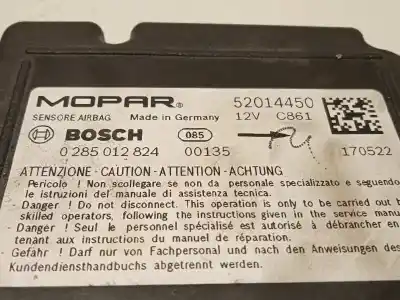 MOPAR® 52014450
SENSORE AIRBAG Made in Germany 12V C861
BOSCH 085
0 285 012 824 00135 170522
ATTENZIONE - CAUTION - ATTENTION - ACHTUNG
- Pericolo ! Non scollegare se non da personale specializzato e seguendo
le istruzioni del manuale di assistenza tecnica.
- Danger ! Do not disconnect. This operation is only to be carried out b
skilled operators, following the instructions given in the service manu
- Danger ! Seul le personnel spécialisé est autorisé à débrancher en
tenant aux instructions du manuel de réparation.
- Gefahr ! Darf nur von Fachpersonal und nach den Anweisungen des
Kundendiensthandbuchs abgetrennt werden.